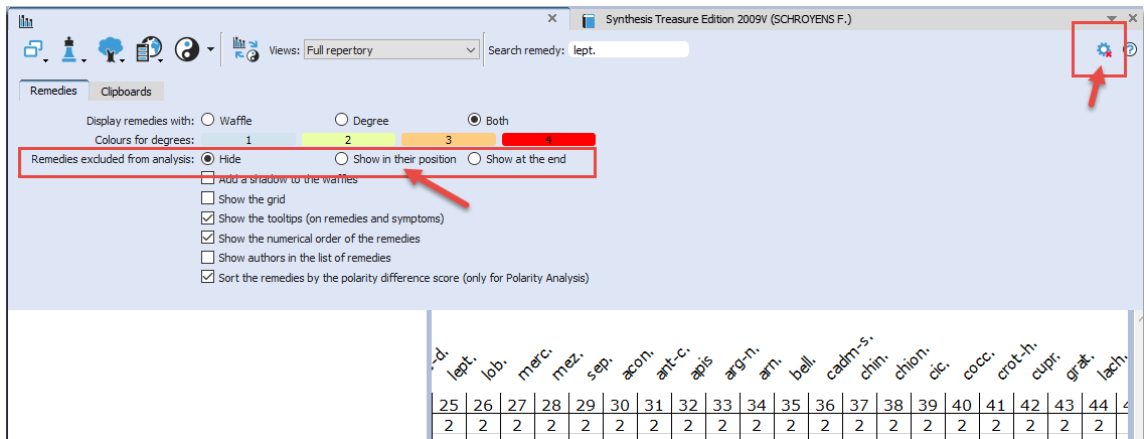 Synthesis Treasure Edition 2009V (SCHROYENS F.)
Views: Full repertory Search remedy: lept.
Remedies Clipboards
Display remedies with: Waffle Degree Both
Colours for degrees: 1 2 3 4
Remedies excluded from analysis: Hide Show in their position Show at the end
Add a shadow to the waffles
Show the grid
Show the tooltips (on remedies and symptoms)
Show the numerical order of the remedies
Show authors in the list of remedies
Sort the remedies by the polarity difference score (only for Polarity Analysis)
-d. lept. lob. merc. mez. sep. acon. ant-c. apis arg-n. arn. bell. cadm-s. chin. chion. cic. cocc. crot-h. cupr. grat. lach.
25 26 27 28 29 30 31 32 33 34 35 36 37 38 39 40 41 42 43 44 4
2 2 2 2 2 2 2 2 2 2 2 2 2 2 2 2 2 2 2 2